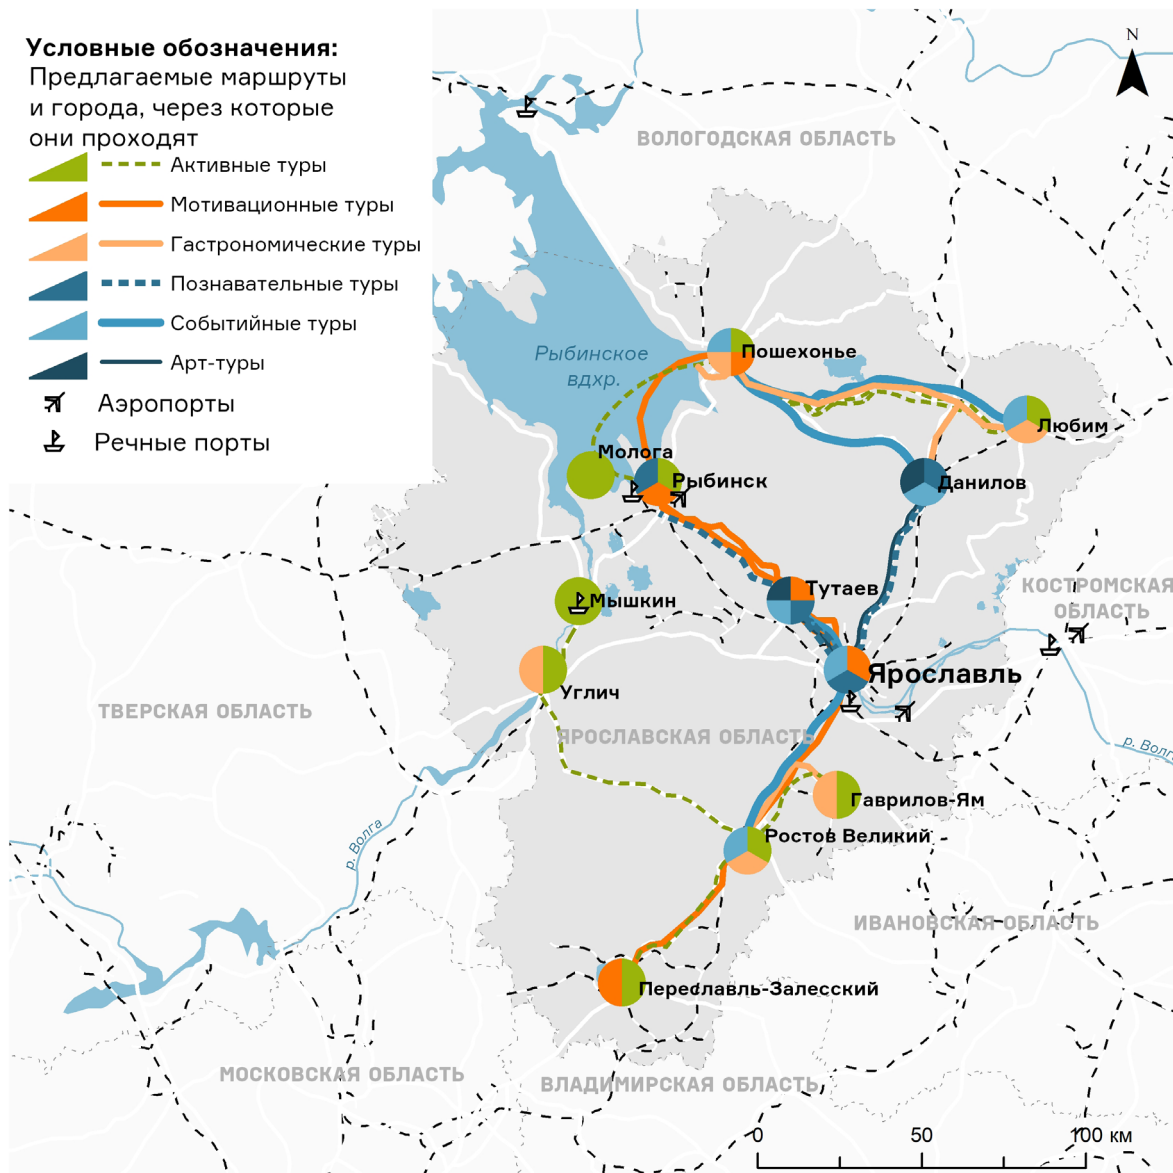 Условные обозначения:
Предлагаемые маршруты
и города, через которые
они проходят
Активные туры
Мотивационные туры
Гастрономические туры
Познавательные туры
Событийные туры
Арт-туры
Аэропорты
Речные порты
N
ВОЛОГОДСКАЯ ОБЛАСТЬ
Рыбинское
вдхр.
Пошехонье
Любим
Молога
Рыбинск
Данилов
Тутаев
Мышкин
КОСТРОМСКАЯ
ОБЛАСТЬ
Ярославль
Углич
ТВЕРСКАЯ ОБЛАСТЬ
ЯРОСЛАВСКАЯ ОБЛАСТЬ
р. Волга
Гаврилов-Ям
Ростов Великий
р. Волга
ИВАНОВСКАЯ ОБЛАСТЬ
Переславль-Залесский
МОСКОВСКАЯ ОБЛАСТЬ
ВЛАДИМИРСКАЯ ОБЛАСТЬ
0 50 100 км